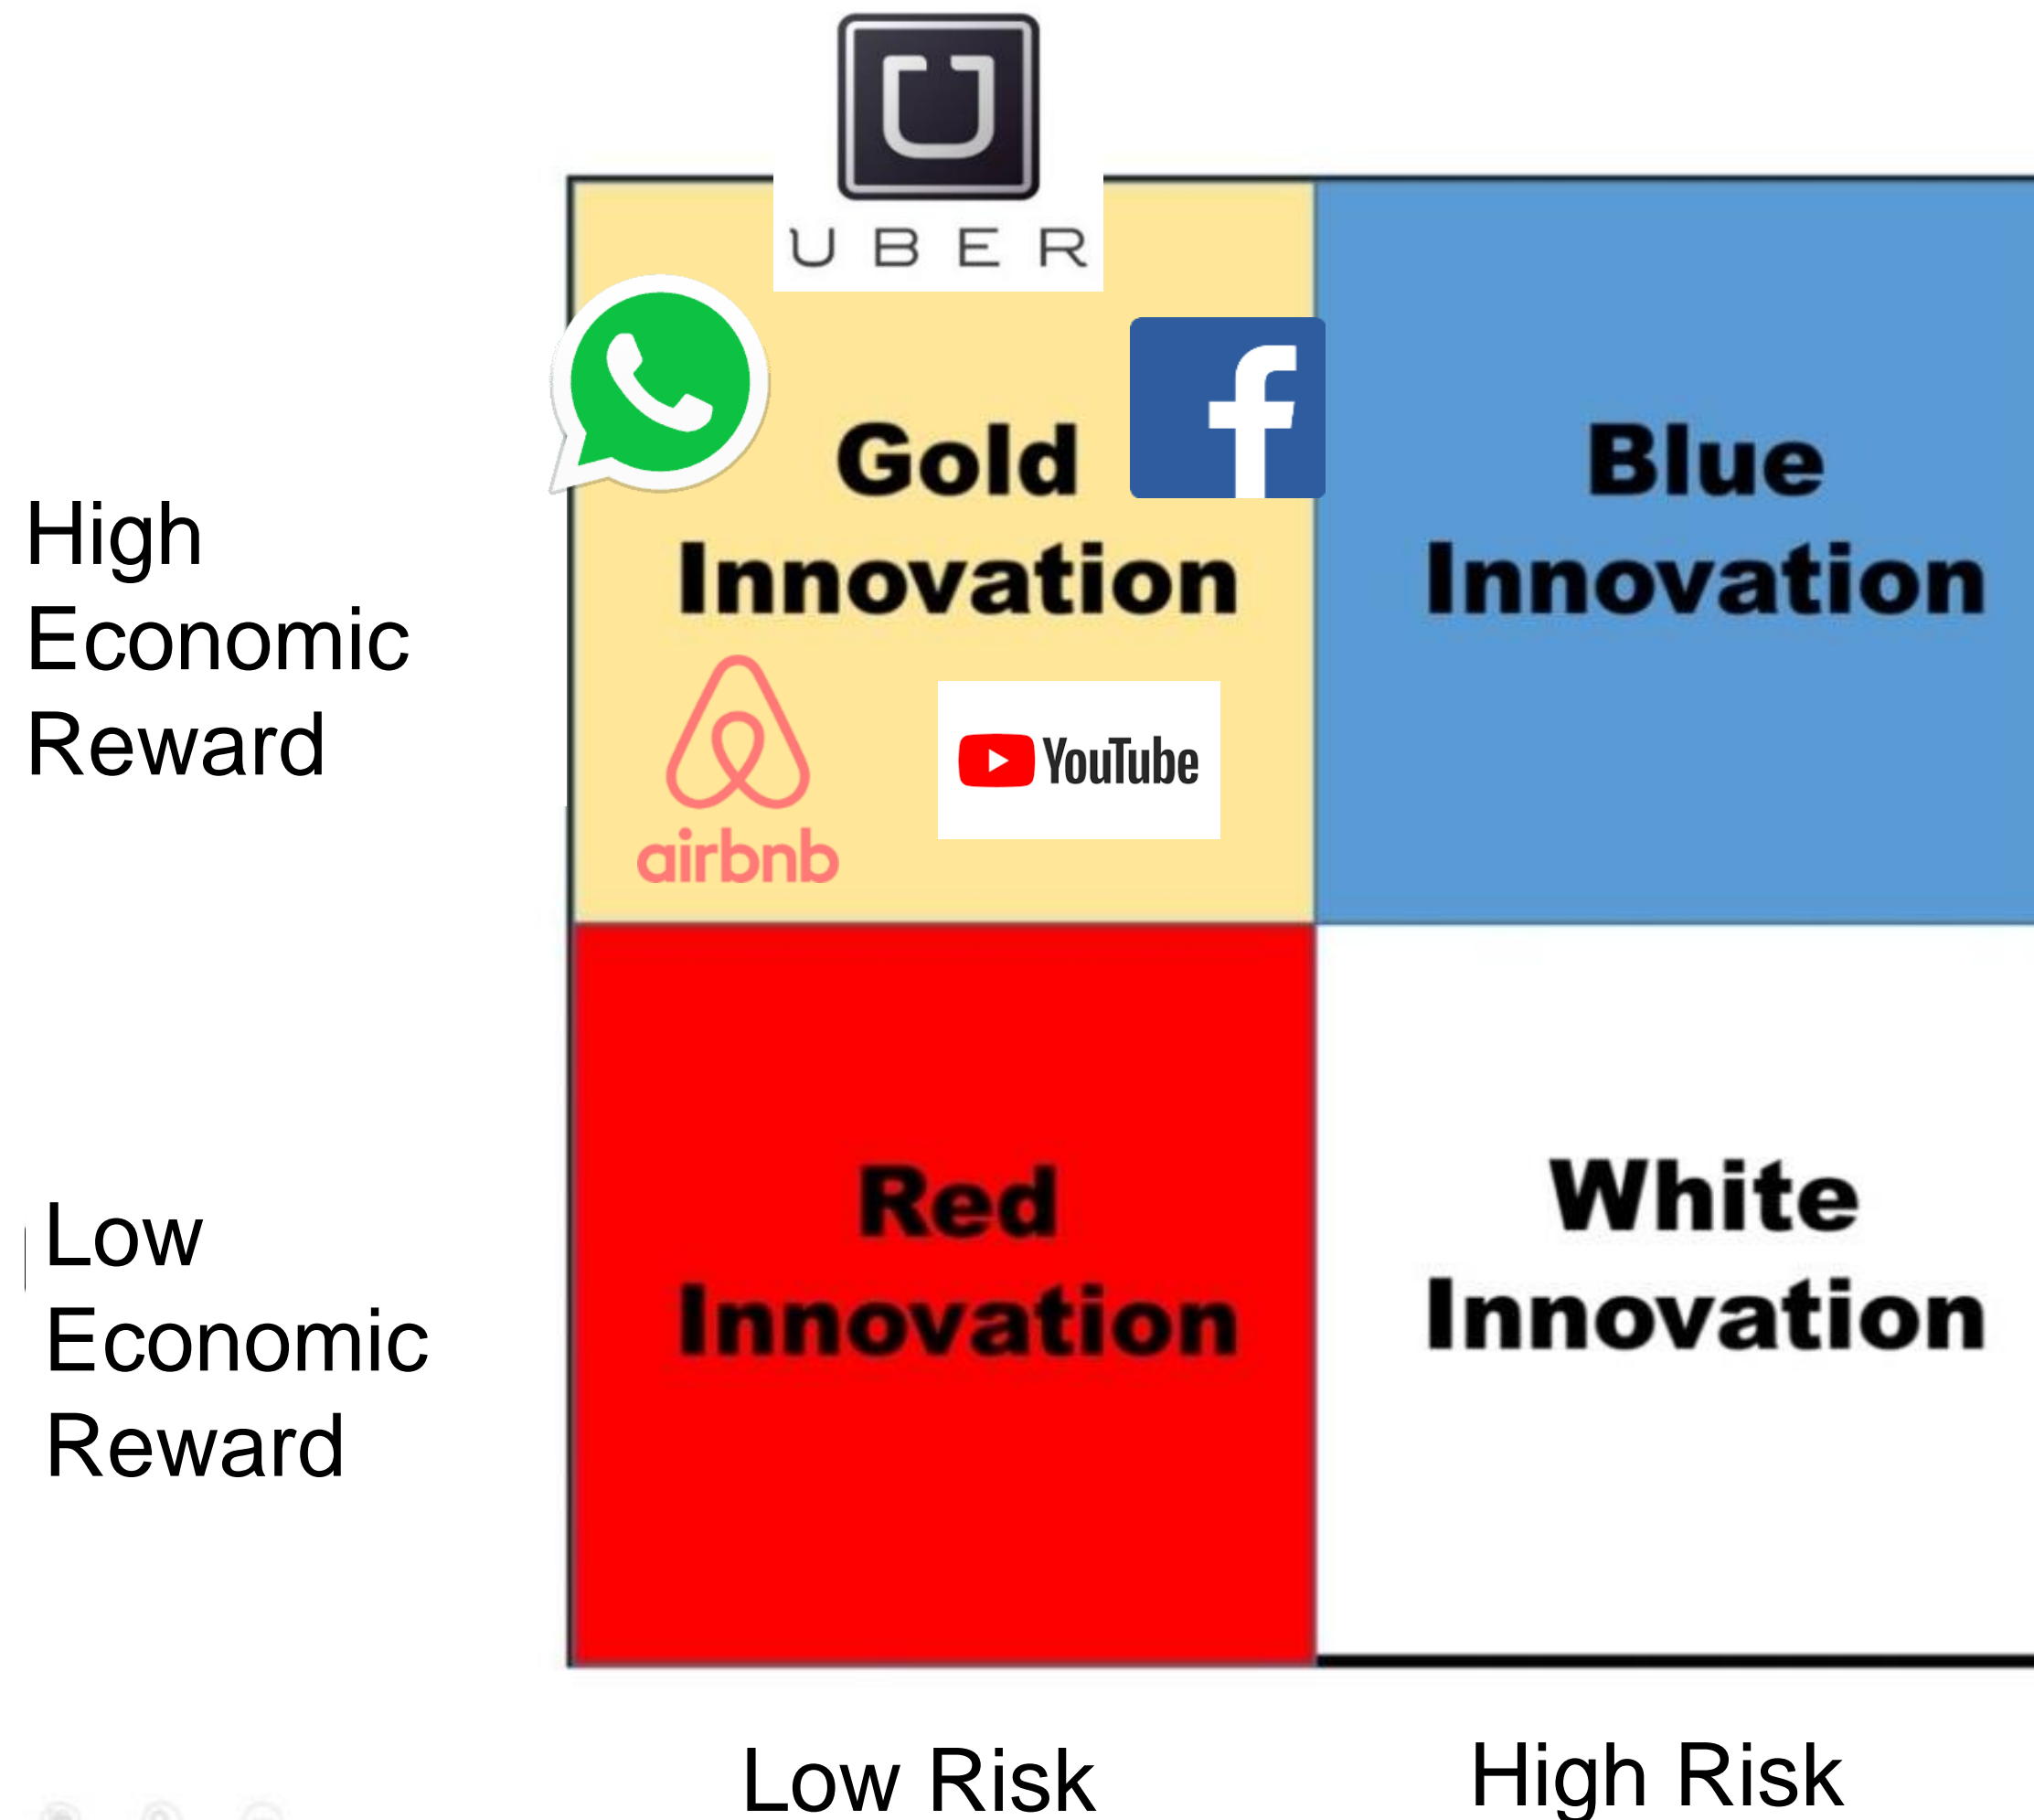 UBER
Gold
Innovation
Blue
Innovation
High
Economic
Reward
airbnb
YouTube
Red
Innovation
White
Innovation
Low
Economic
Reward
Low Risk
High Risk